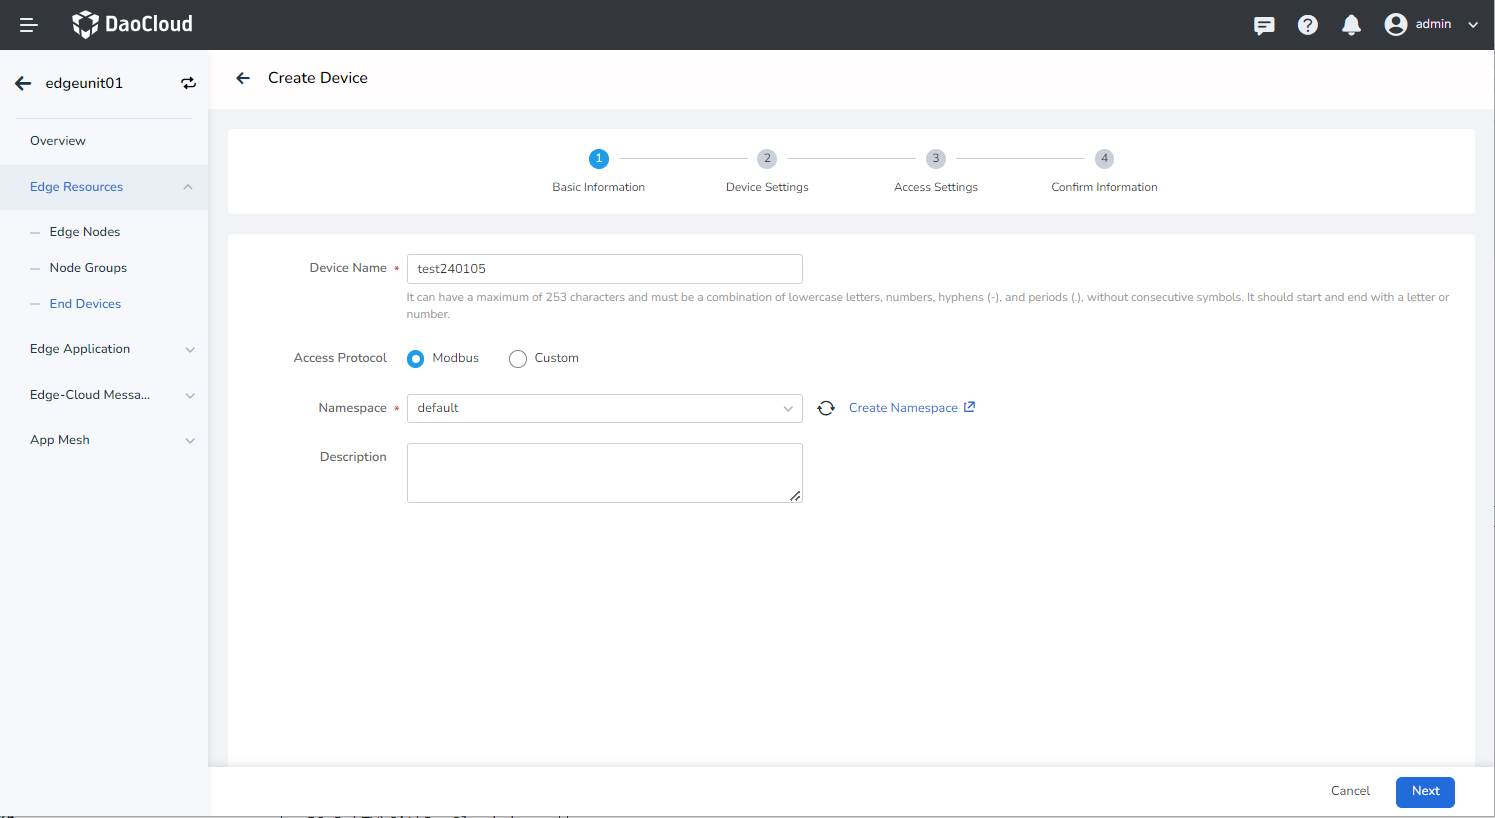 DaoCloud
admin
edgeunit01
Create Device
Overview
Edge Resources
Edge Nodes
Node Groups
End Devices
Edge Application
Edge-Cloud Messa...
App Mesh
1 2 3 4
Basic Information Device Settings Access Settings Confirm Information
Device Name * test240105
It can have a maximum of 253 characters and must be a combination of lowercase letters, numbers, hyphens (-), and periods (.), without consecutive symbols. It should start and end with a letter or
number.
Access Protocol Modbus Custom
Namespace * default Create Namespace
Description
Cancel Next